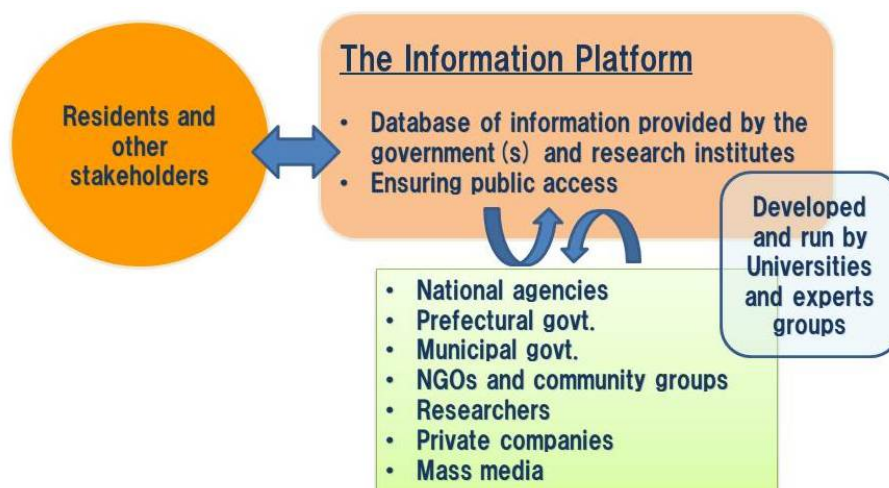 Residents and
other
stakeholders
The Information Platform
• Database of information provided by the
government(s) and research institutes
• Ensuring public access
Developed
and run by
Universities
and experts
groups
• National agencies
• Prefectural govt.
• Municipal govt.
• NGOs and community groups
• Researchers
• Private companies
• Mass media